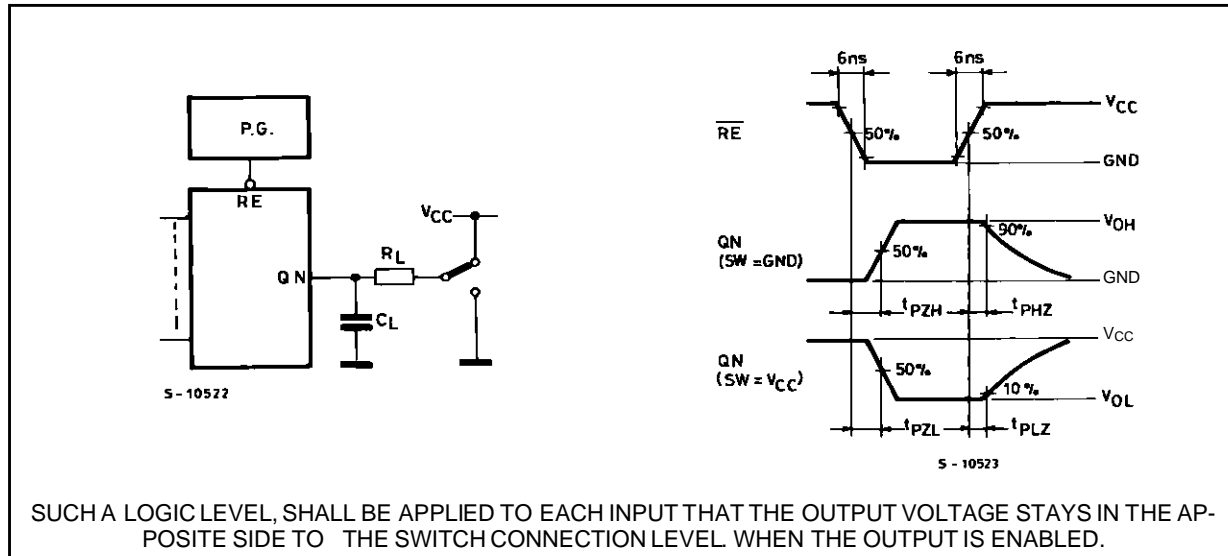 P.G.
RE
QN
S-10522
VCC
RL
CL
6ns 6ns
RE
50% 50%
VCC
GND
QN
(SW=GND)
50%
90%
VOH
GND
tPZH tPHZ
QN
(SW=VCC)
50%
10%
VCC
VOL
tPZL tPLZ
S-10523
SUCH A LOGIC LEVEL, SHALL BE APPLIED TO EACH INPUT THAT THE OUTPUT VOLTAGE STAYS IN THE AP-
POSITE SIDE TO THE SWITCH CONNECTION LEVEL. WHEN THE OUTPUT IS ENABLED.